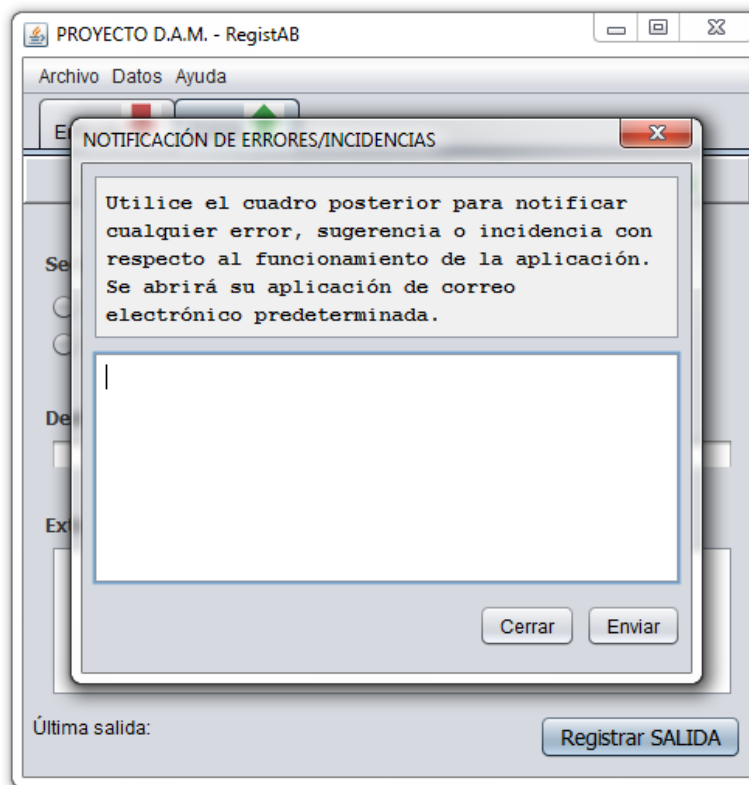 PROYECTO D.A.M. - RegistAB
Archivo Datos Ayuda
NOTIFICACIÓN DE ERRORES/INCIDENCIAS
Utilice el cuadro posterior para notificar
cualquier error, sugerencia o incidencia con
respecto al funcionamiento de la aplicación.
Se abrirá su aplicación de correo
electrónico predeterminada.
Cerrar Enviar
Última salida:
Registrar SALIDA